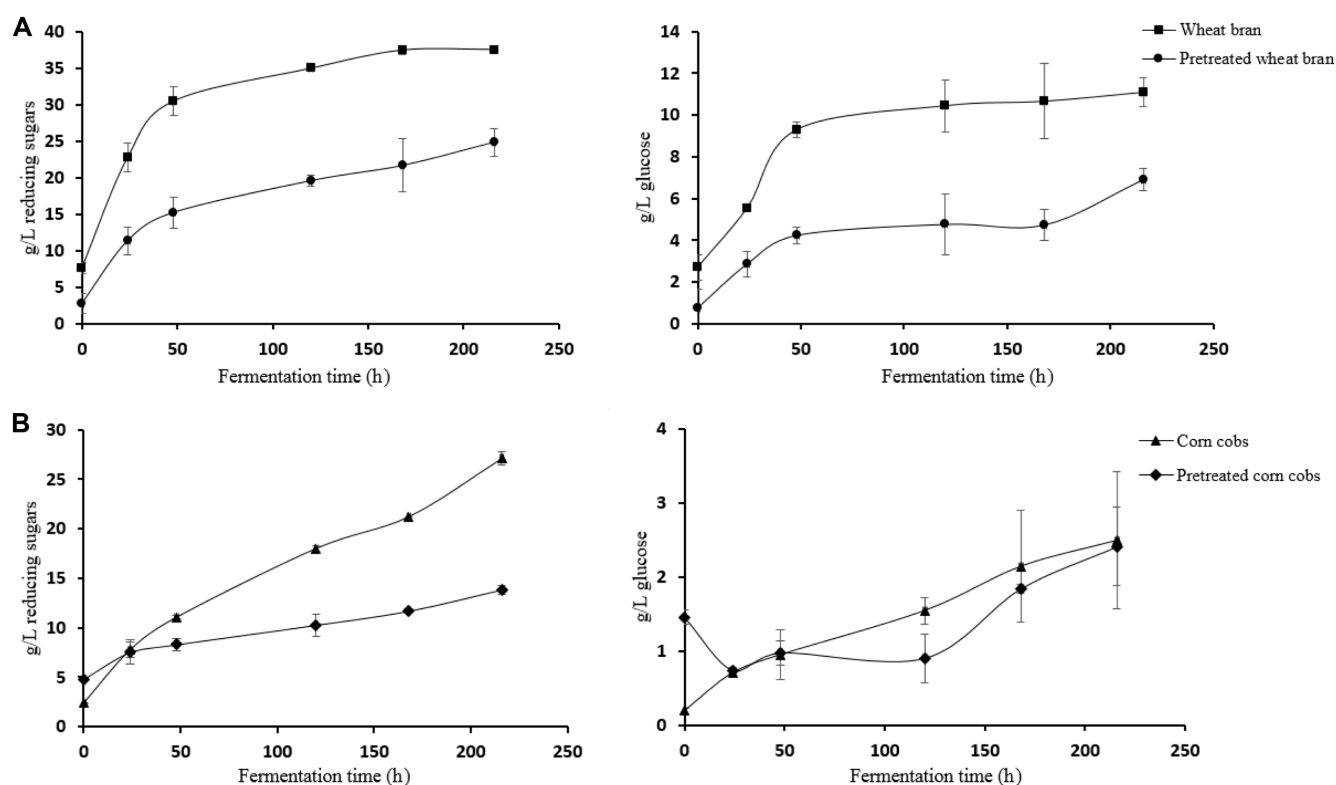 A
g/L reducing sugars
40
35
30
25
20
15
10
5
0
0 50 100 150 200 250
Fermentation time (h)
g/L glucose
14
12
10
8
6
4
2
0
0 50 100 150 200 250
Fermentation time (h)
Wheat bran
Pretreated wheat bran
B
g/L reducing sugars
30
25
20
15
10
5
0
0 50 100 150 200 250
Fermentation time (h)
g/L glucose
4
3
2
1
0
0 50 100 150 200 250
Fermentation time (h)
Corn cobs
Pretreated corn cobs